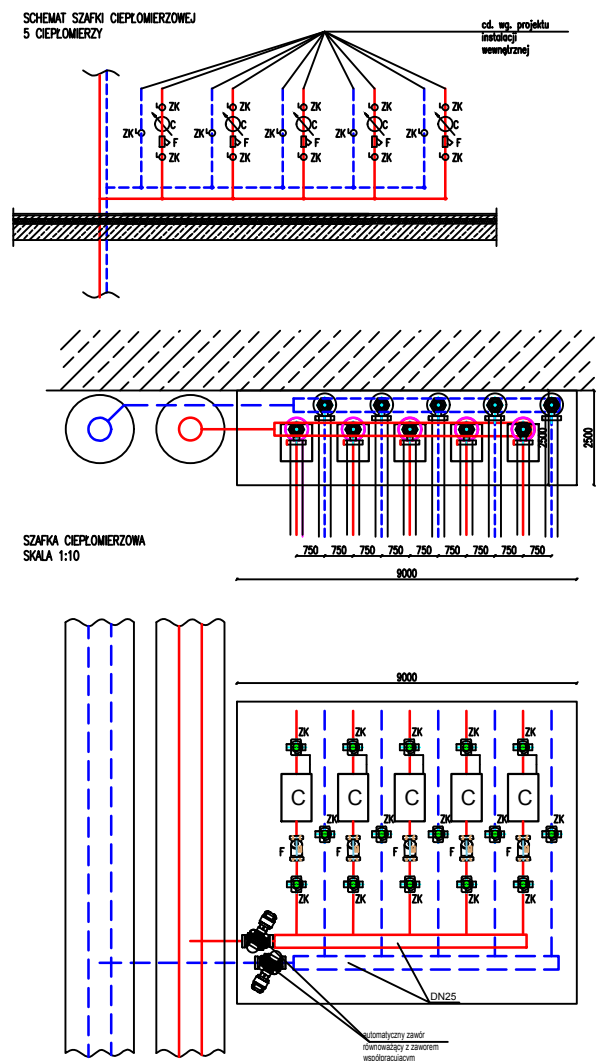 SCHEMAT SZAFKI CIEPŁOMIERZOWEJ
5 CIEPŁOMIERZY
cd. wg. projektu
instalacji
wewnętrznej
ZK ZK ZK ZK ZK
C C C C C
ZK ZK ZK ZK ZK
F F F F F
ZK ZK ZK ZK ZK
2500
2500
SZAFKA CIEPŁOMIERZOWA
SKALA 1:10
750 750 750 750 750 750 750 750 750
9000
9000
ZK ZK ZK ZK ZK
C C C C C
ZK ZK ZK ZK ZK
F F F F F
ZK ZK ZK ZK ZK
DN25
automatyczny zawór
równoważący z zaworem
współpracującym